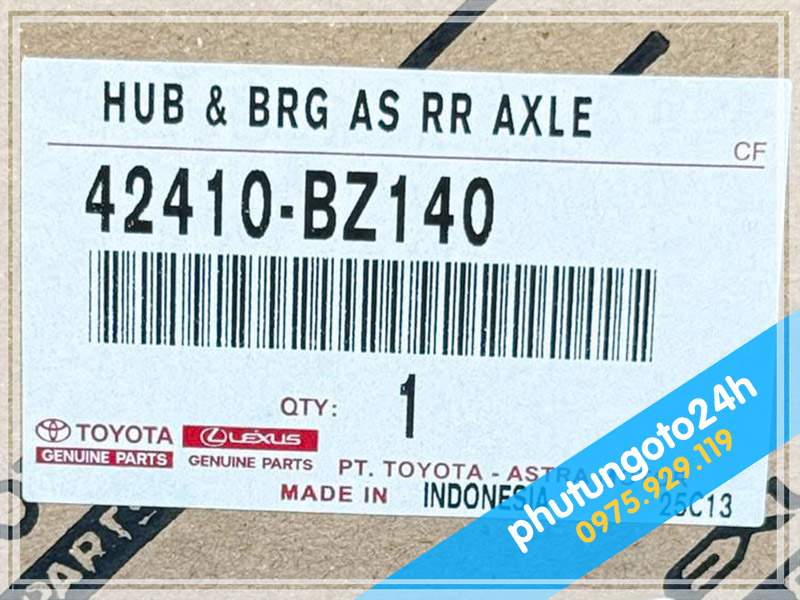 HUB & BRG AS RR AXLE
CF
42410-BZ140
QTY: 1
TOYOTA LEXUS
GENUINE PARTS GENUINE PARTS
PT. TOYOTA - ASTRA
MADE IN INDONESIA 25C13
phutungoto24h
0975.929.119
PARTS